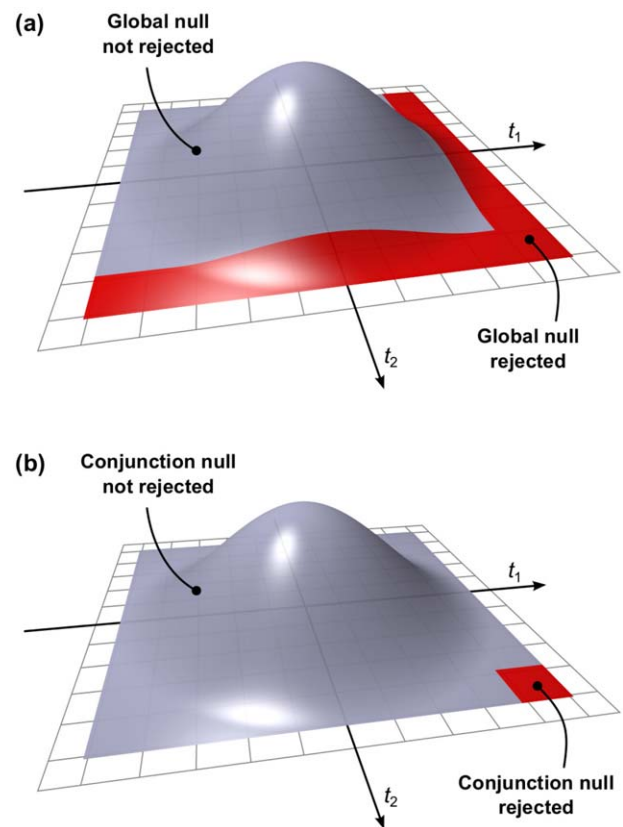 (a)
Global null
not rejected
t1
t2
Global null
rejected
(b)
Conjunction null
not rejected
t1
t2
Conjunction null
rejected